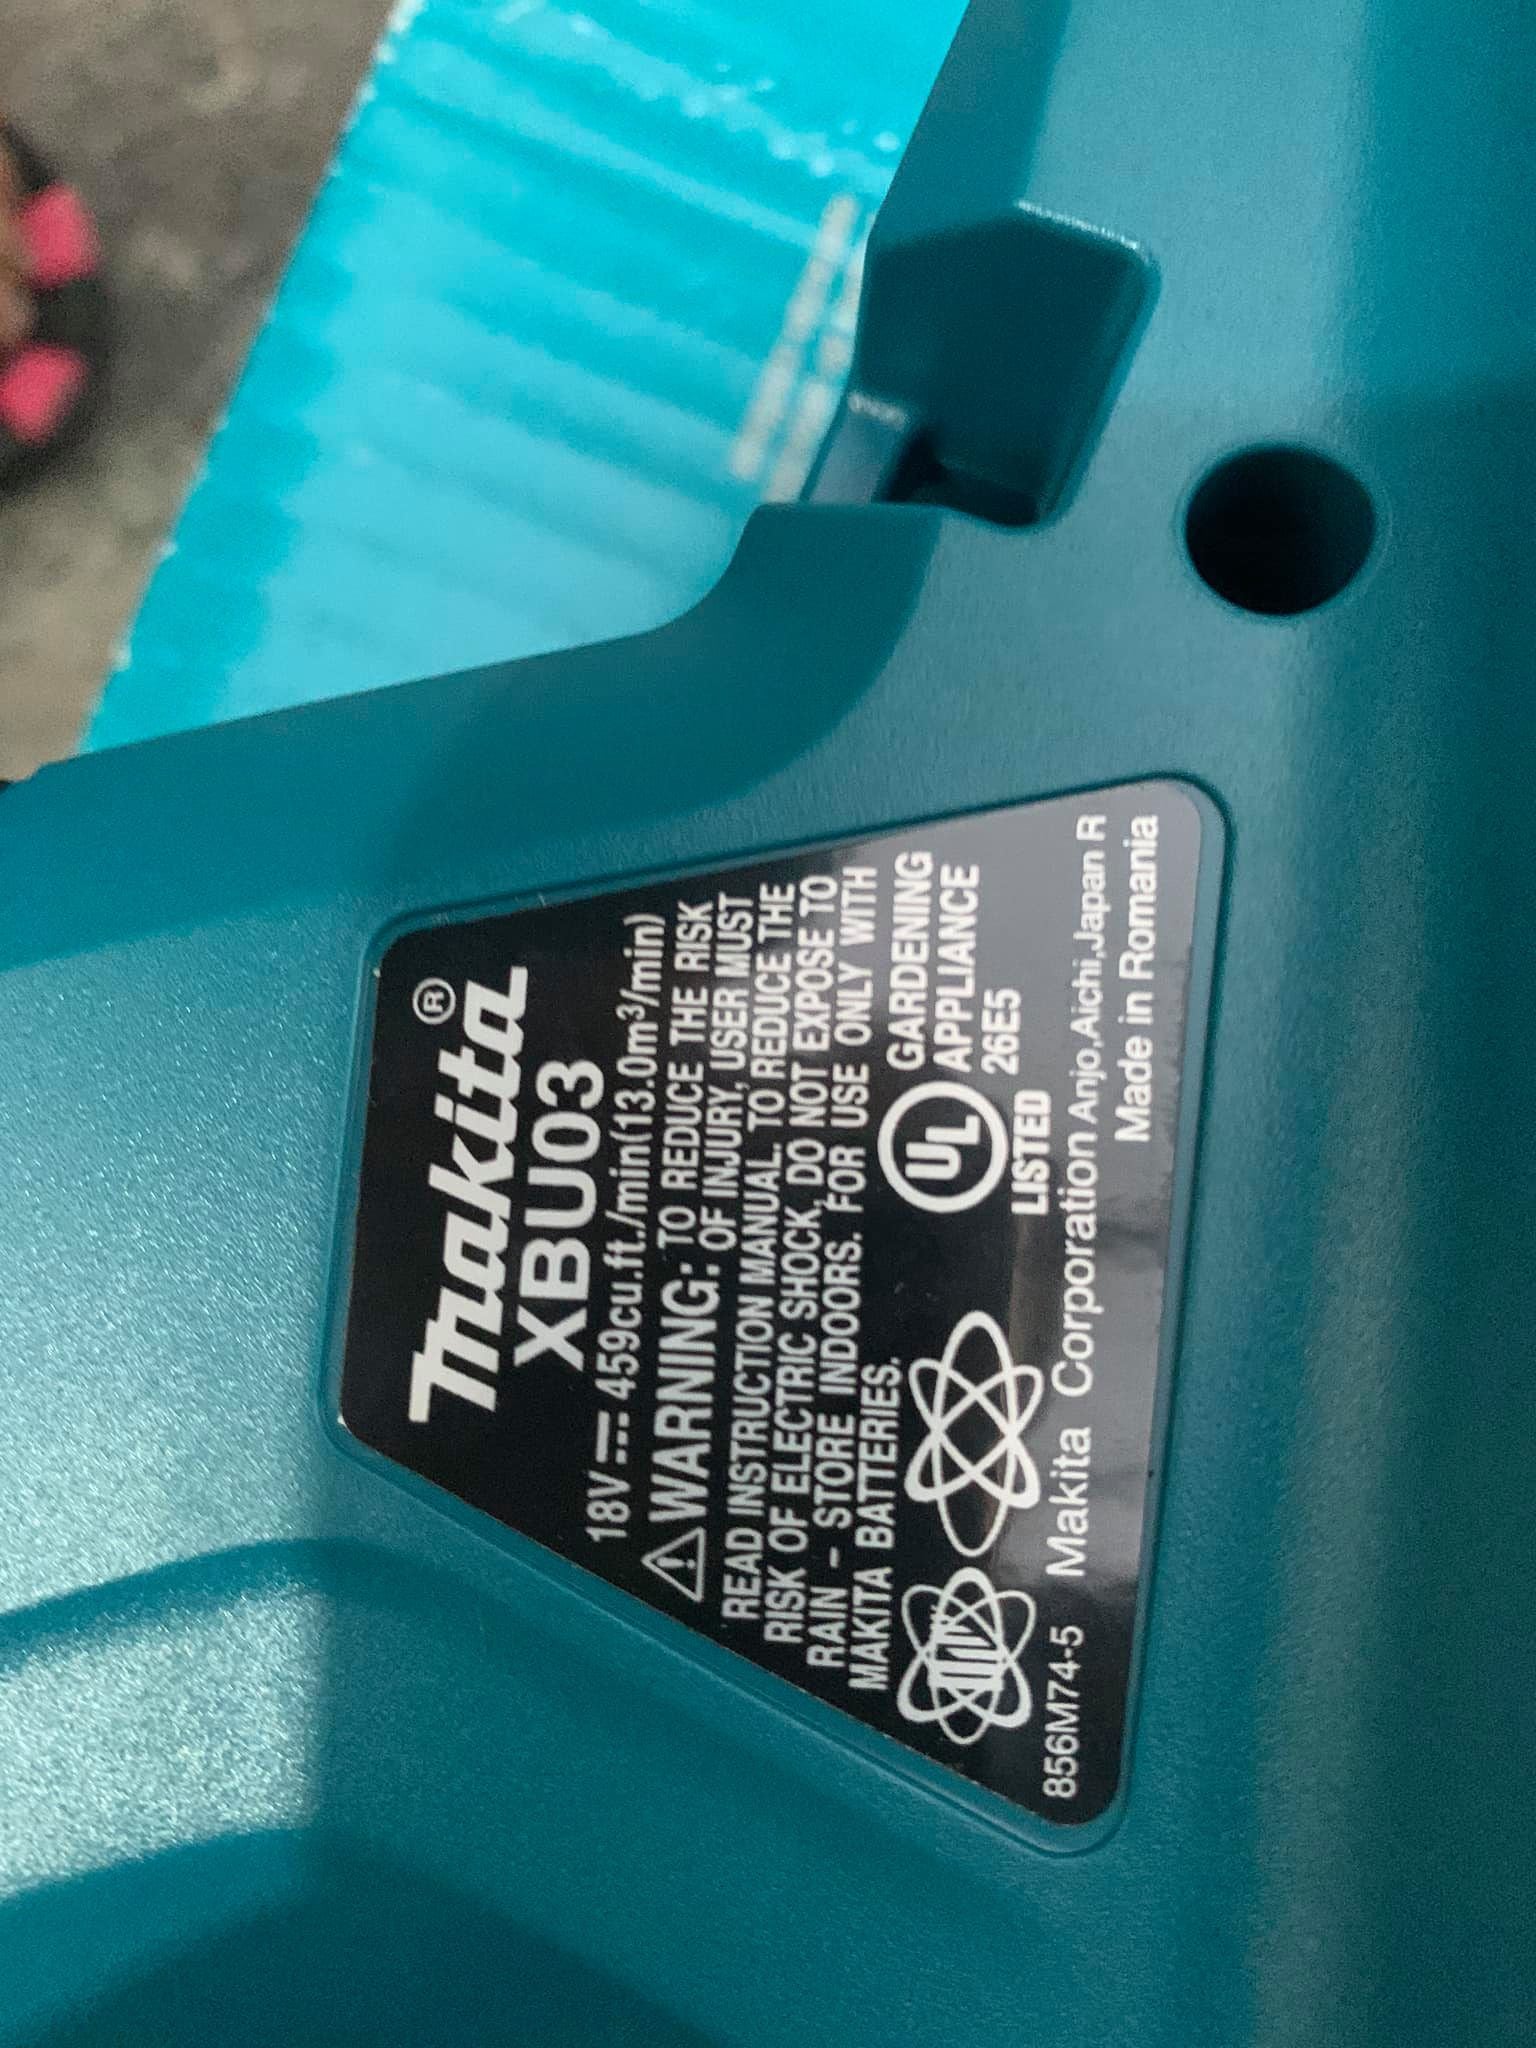 makita®
XBU03
18V⎓459cu.ft./min(13.0m³/min)
WARNING: TO REDUCE THE RISK
OF INJURY, USER MUST
READ INSTRUCTION MANUAL. TO REDUCE THE
RISK OF ELECTRIC SHOCK, DO NOT EXPOSE TO
RAIN – STORE INDOORS. FOR USE ONLY WITH
MAKITA BATTERIES.
UL
LISTED
GARDENING
APPLIANCE
26E5
856M74-5 Makita Corporation Anjo,Aichi,Japan R
Made in Romania